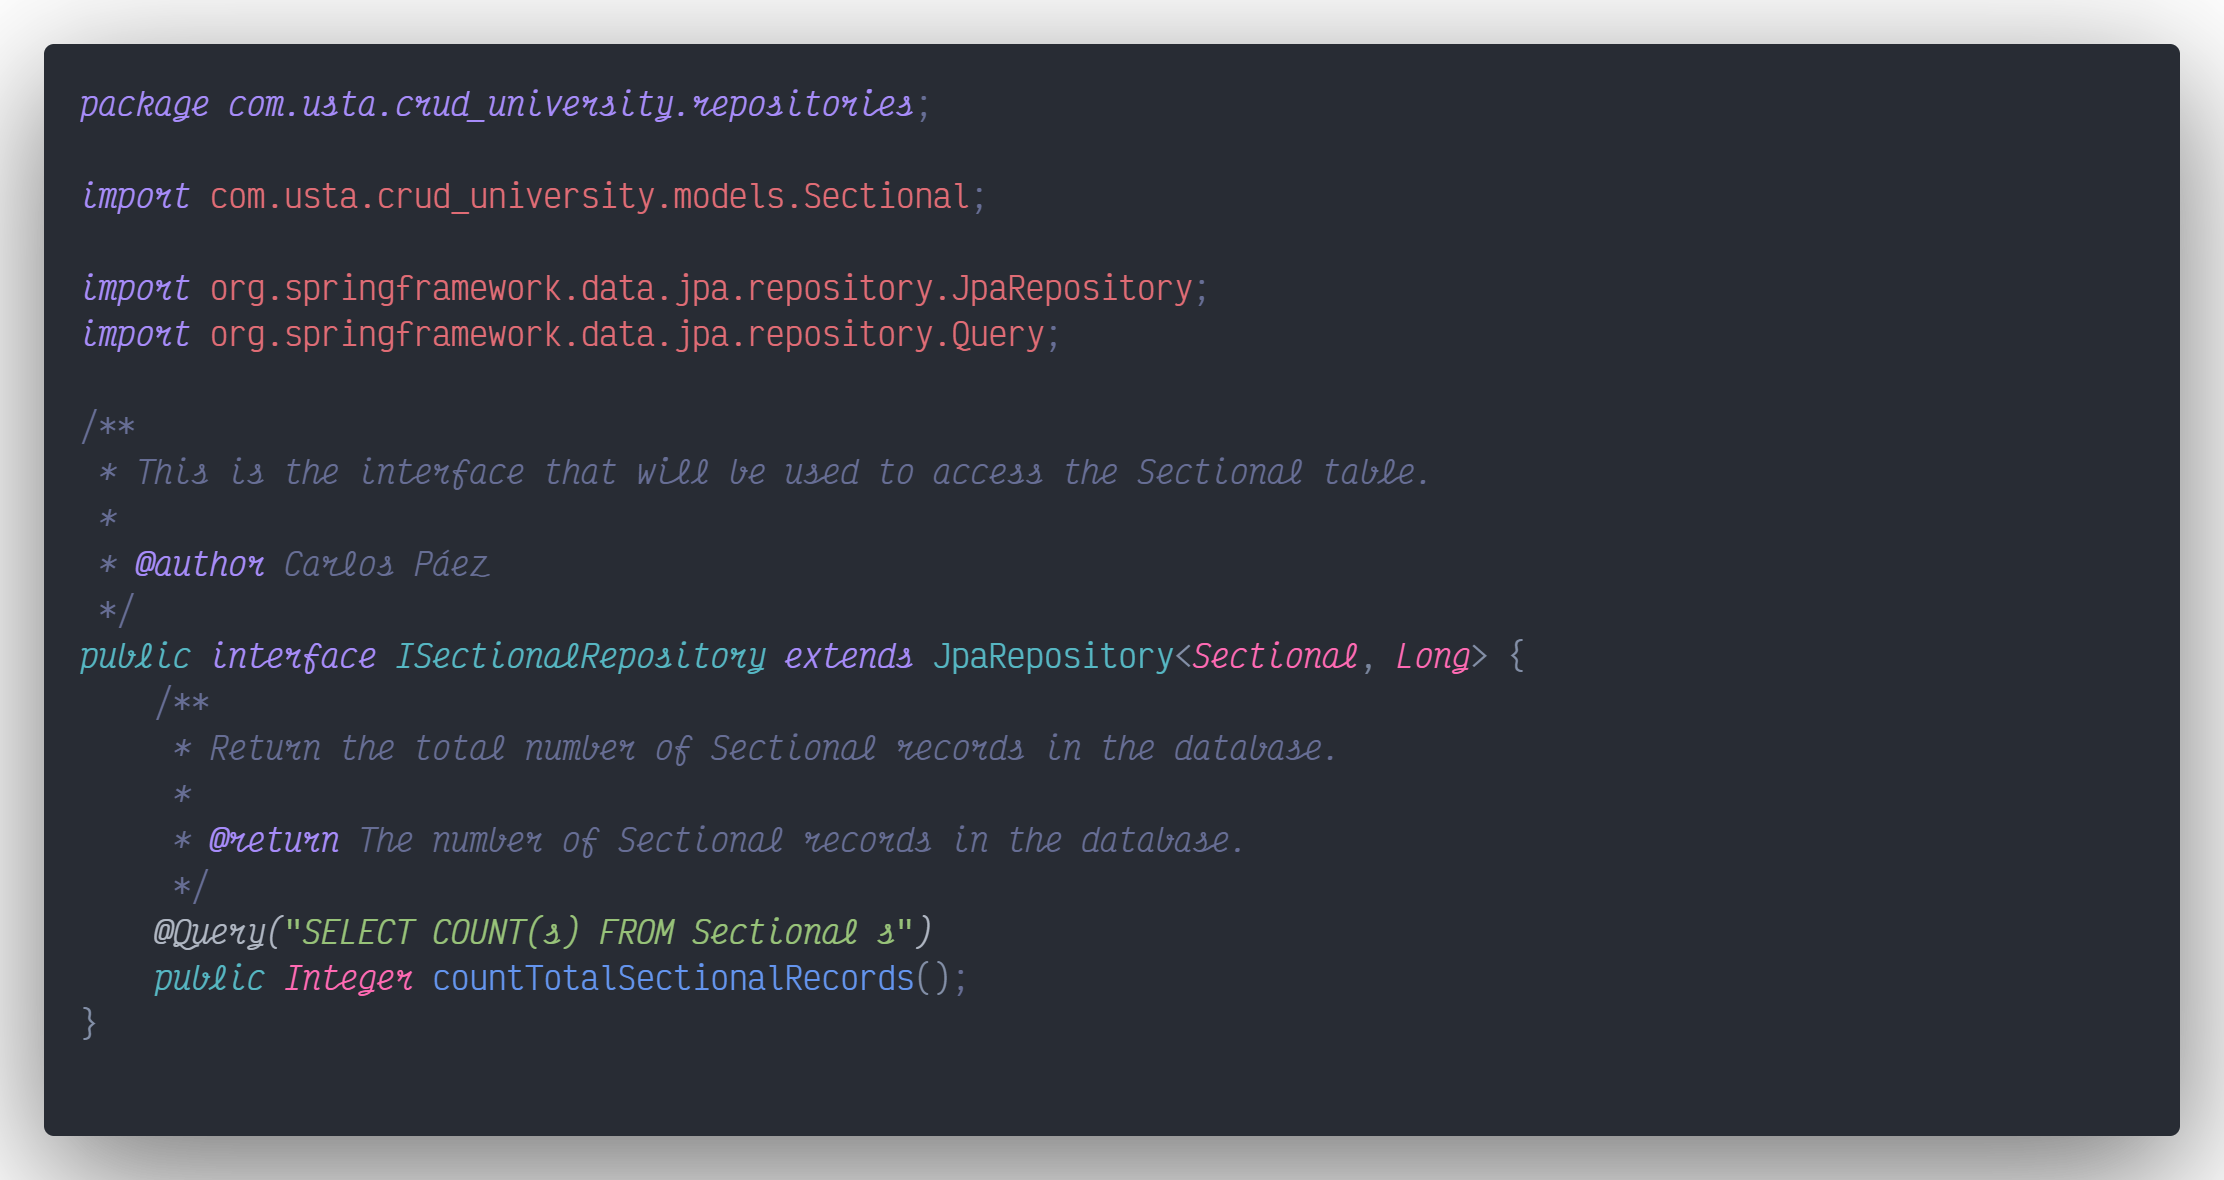 package com.usta.crud_university.repositories;
import com.usta.crud_university.models.Sectional;
import org.springframework.data.jpa.repository.JpaRepository;
import org.springframework.data.jpa.repository.Query;
/**
 * This is the interface that will be used to access the Sectional table.
 *
 * @author Carlos Páez
 */
public interface ISectionalRepository extends JpaRepository<Sectional, Long> {
    /**
     * Return the total number of Sectional records in the database.
     *
     * @return The number of Sectional records in the database.
     */
    @Query("SELECT COUNT(s) FROM Sectional s")
    public Integer countTotalSectionalRecords();
}